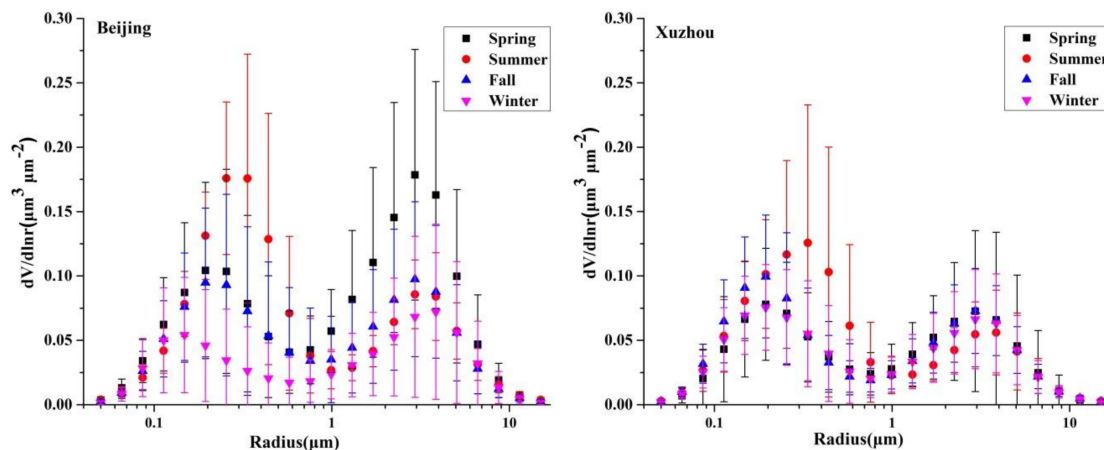 Beijing
Spring
Summer
Fall
Winter
dV/dlnr(µm³ µm⁻²)
0.30
0.25
0.20
0.15
0.10
0.05
0.00
0.1
1
10
Radius(µm)
Xuzhou
Spring
Summer
Fall
Winter
dV/dlnr(µm³ µm⁻²)
0.30
0.25
0.20
0.15
0.10
0.05
0.00
0.1
1
10
Radius(µm)